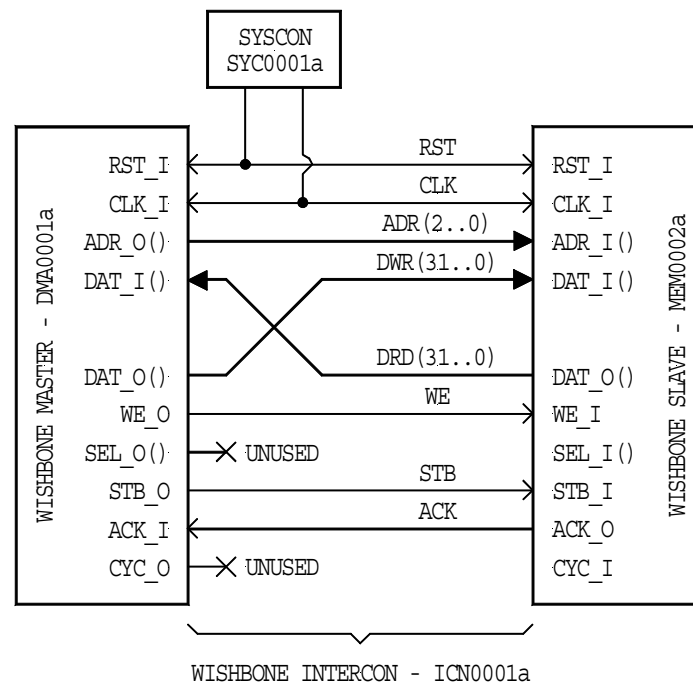 SYSCON
SYC0001a
RST
RST_I
RST_I
CLK
CLK_I
CLK_I
ADR(2..0)
ADR_O()
ADR_I()
DWR(31..0)
DAT_I()
DAT_I()
DRD(31..0)
DAT_O()
DAT_O()
WE
WE_O
WE_I
SEL_O()
UNUSED
SEL_I()
STB
STB_O
STB_I
ACK
ACK_I
ACK_O
CYC_O
UNUSED
CYC_I
WISHBONE MASTER - DMA0001a
WISHBONE SLAVE - MEM0002a
WISHBONE INTERCON - ICN0001a